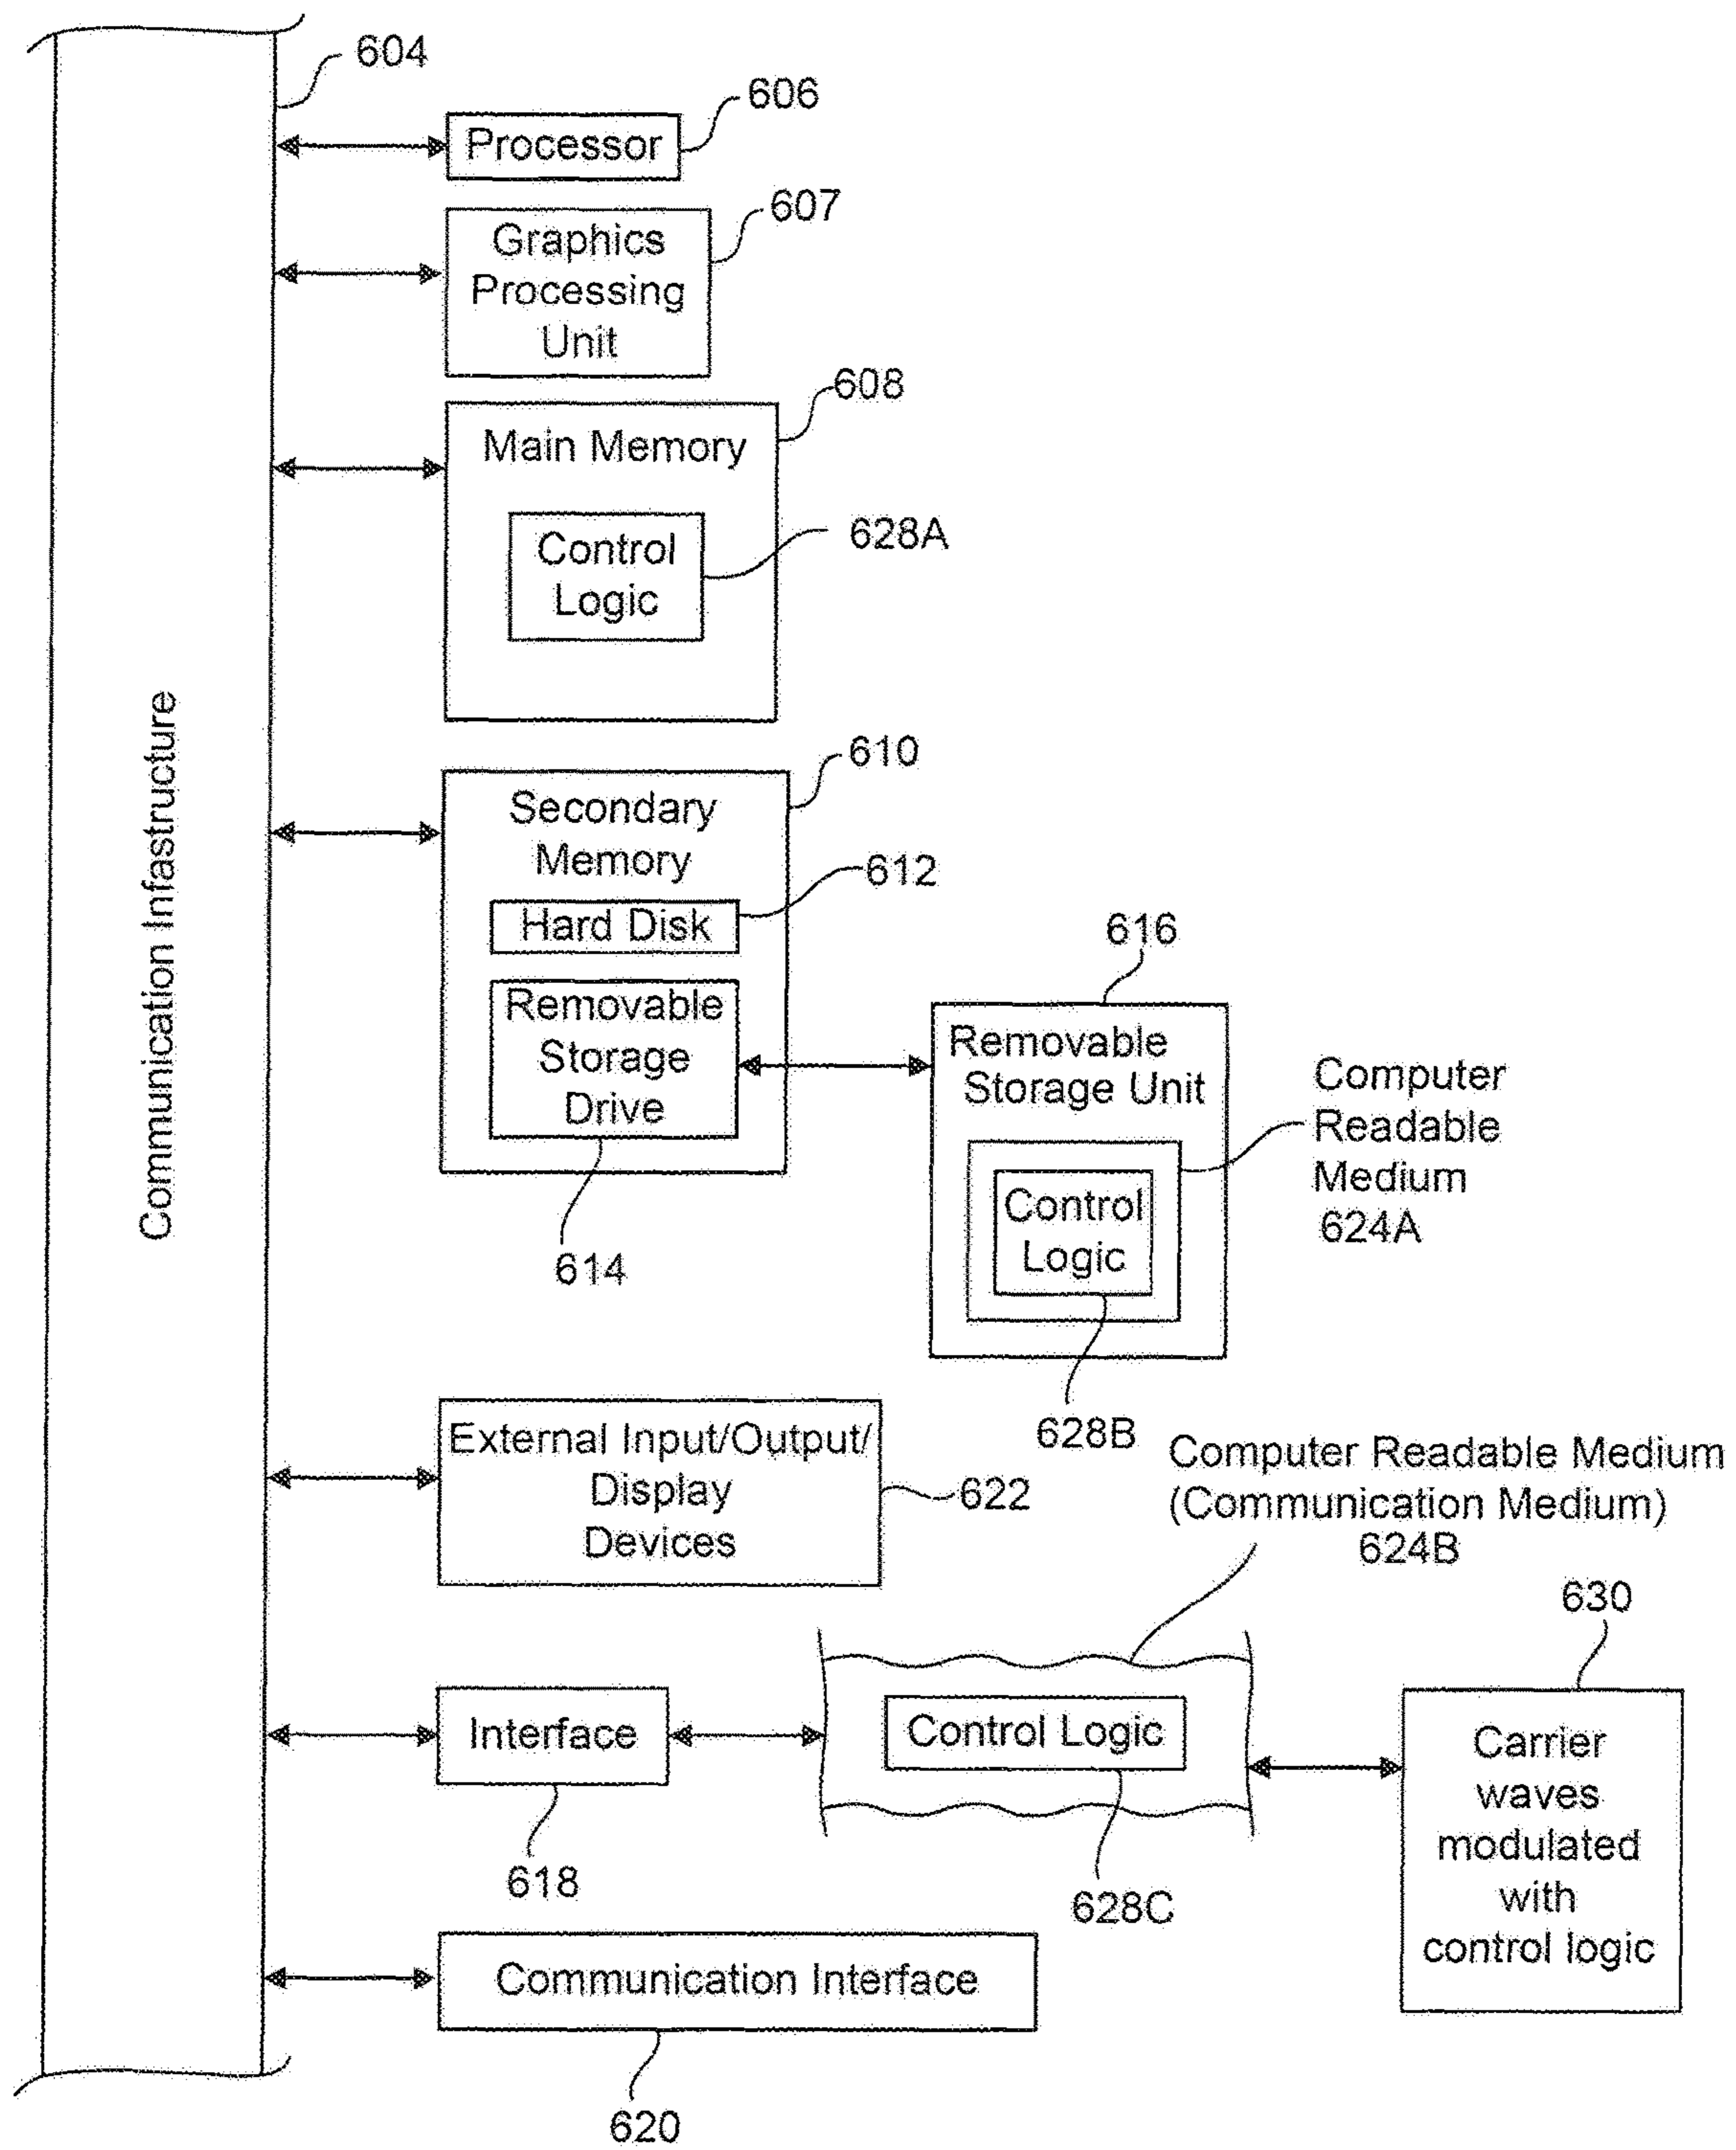 604
606
Processor
607
Graphics
Processing
Unit
608
Main Memory
628A
Control
Logic
Communication Infastructure
610
Secondary
Memory
612
Hard Disk
616
Removable
Storage
Drive
614
Removable
Storage Unit
Computer
Readable
Medium
624A
Control
Logic
628B
External Input/Output/
Display
Devices
622
Computer Readable Medium
(Communication Medium)
624B
630
Interface
618
Control Logic
628C
Carrier
waves
modulated
with
control logic
Communication Interface
620